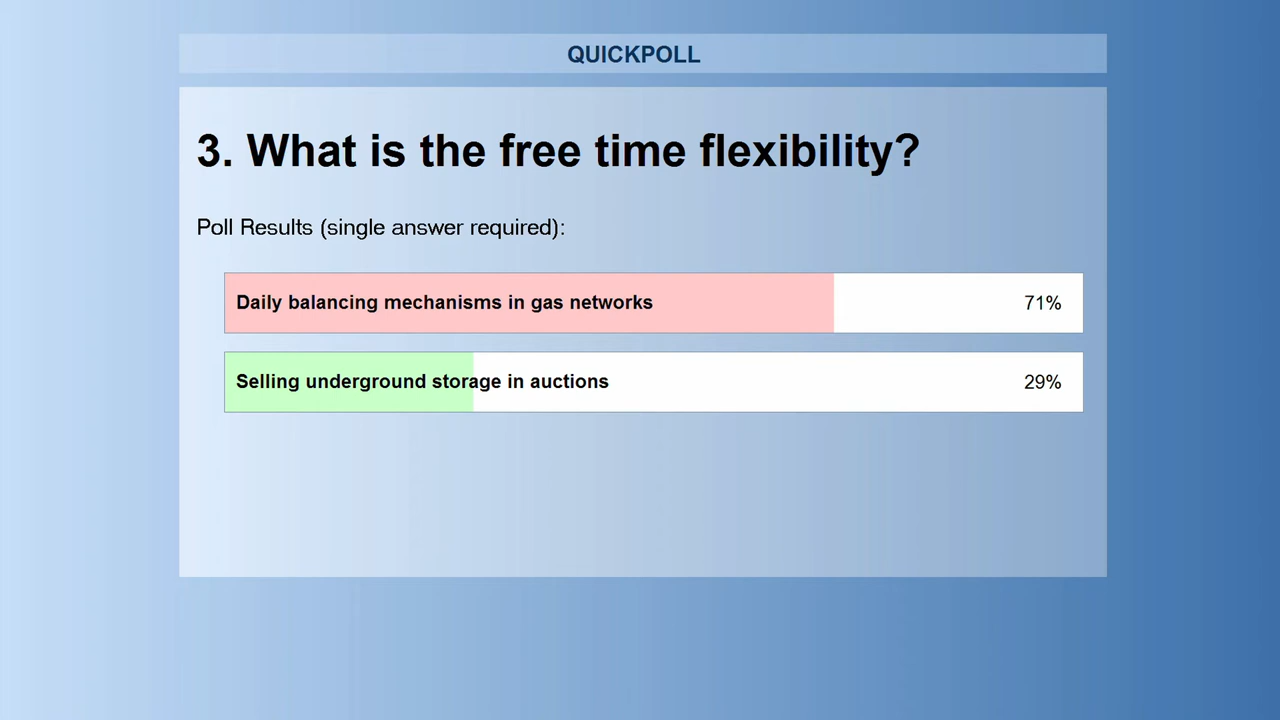 QUICKPOLL
3. What is the free time flexibility?
Poll Results (single answer required):
Daily balancing mechanisms in gas networks 71%
Selling underground storage in auctions 29%